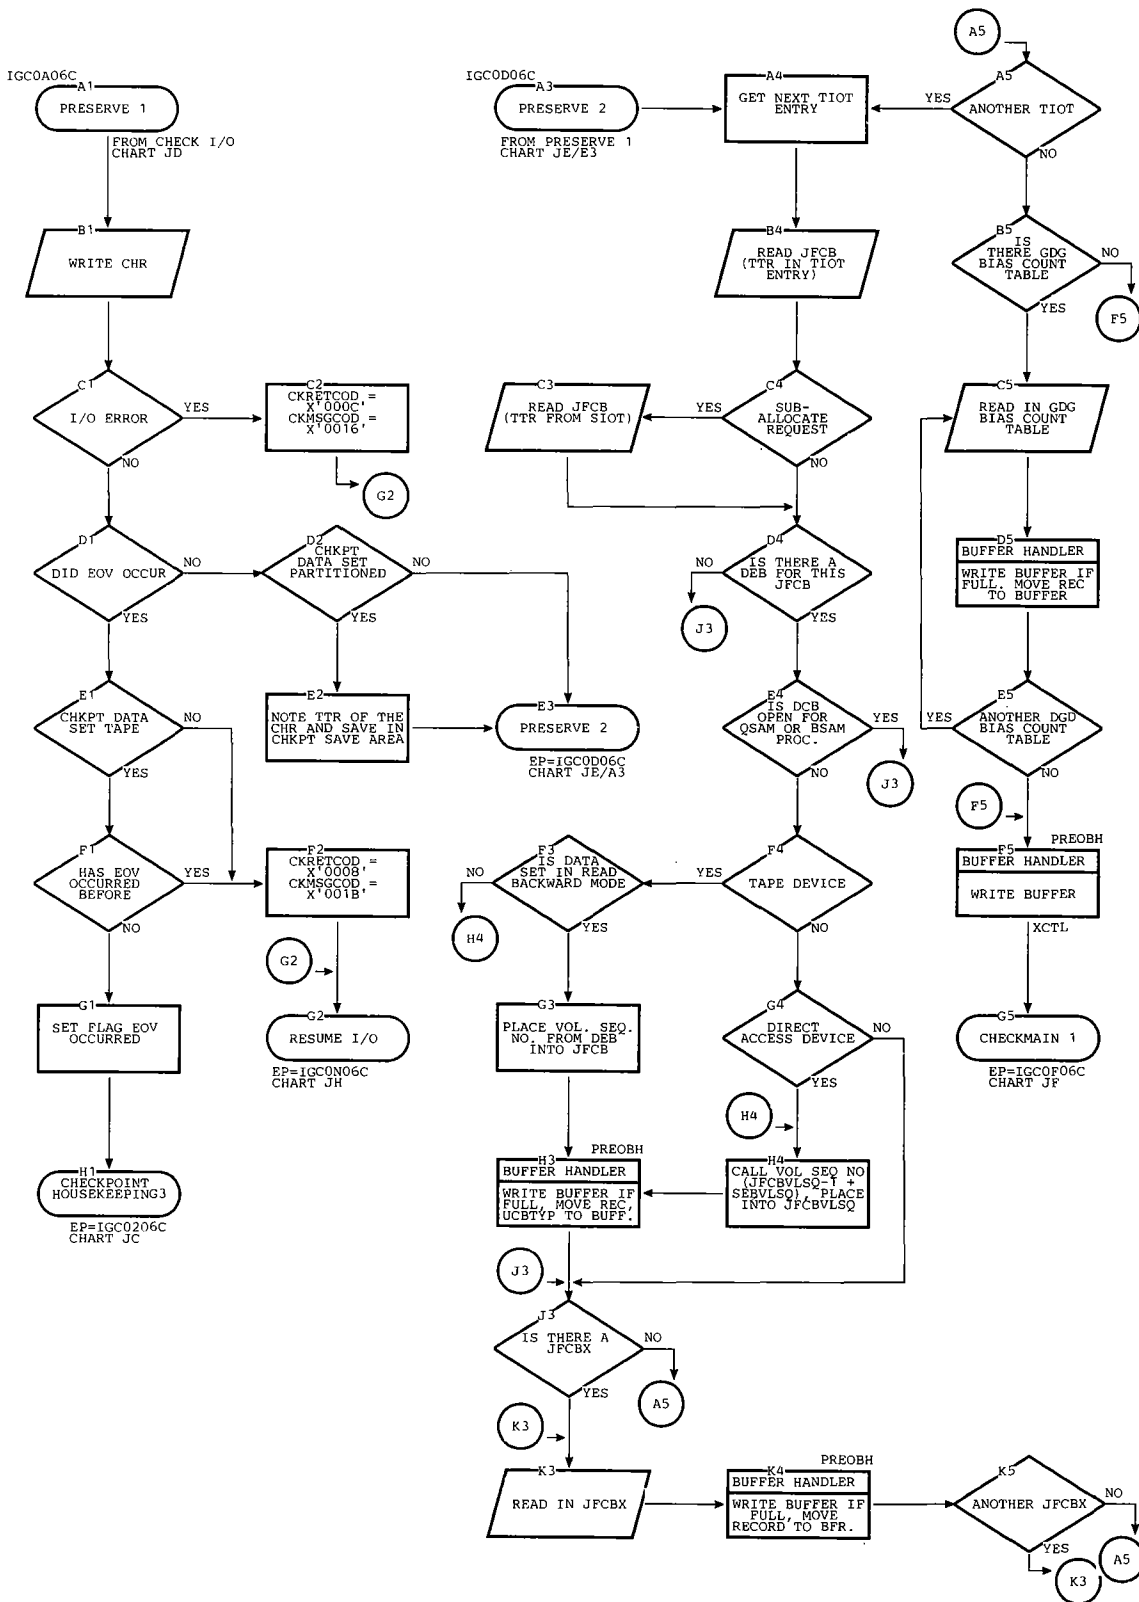 IGC0A06C
A1
PRESERVE 1
FROM CHECK I/O
CHART JD
B1
WRITE CHR
C1
I/O ERROR
YES
NO
C2
CKRETCOD =
X'000C'
CKMSGCOD =
X'0016'
G2
D1
DID EOV OCCUR
NO
YES
D2
CHKPT
DATA SET
PARTITIONED
NO
YES
E1
CHKPT DATA
SET TAPE
NO
YES
E2
NOTE TTR OF THE
CHR AND SAVE IN
CHKPT SAVE AREA
E3
PRESERVE 2
EP=IGC0D06C
CHART JE/A3
F1
HAS EOV
OCCURRED
BEFORE
YES
NO
F2
CKRETCOD =
X'0008'
CKMSGCOD =
X'001B'
G2
G1
SET FLAG EOV
OCCURRED
G2
RESUME I/O
EP=IGC0N06C
CHART JH
H1
CHECKPOINT
HOUSEKEEPING3
EP=IGC0206C
CHART JC
IGC0D06C
A3
PRESERVE 2
FROM PRESERVE 1
CHART JE/E3
A4
GET NEXT TIOT
ENTRY
B4
READ JFCB
(TTR IN TIOT
ENTRY)
C4
SUB-
ALLOCATE
REQUEST
YES
NO
C3
READ JFCB
(TTR FROM SIOT)
D4
IS THERE A
DEB FOR THIS
JFCB
NO
J3
YES
E4
IS DCB
OPEN FOR
QSAM OR BSAM
PROC.
YES
J3
NO
F4
TAPE DEVICE
YES
NO
F3
IS DATA
SET IN READ
BACKWARD MODE
NO
H4
YES
G3
PLACE VOL. SEQ.
NO. FROM DEB
INTO JFCB
G4
DIRECT
ACCESS DEVICE
NO
YES
H4
H4
CALL VOL SEQ NO
(JFCBVLSQ-1 +
SEBVLSQ), PLACE
INTO JFCBVLSQ
PREOBH
H3
BUFFER HANDLER
WRITE BUFFER IF
FULL, MOVE REC,
UCBTYP TO BUFF.
J3
J3
IS THERE A
JFCBX
NO
A5
YES
K3
K3
READ IN JFCBX
PREOBH
K4
BUFFER HANDLER
WRITE BUFFER IF
FULL, MOVE
RECORD TO BFR.
K5
ANOTHER JFCBX
NO
A5
YES
K3
A5
A5
ANOTHER TIOT
YES
NO
B5
IS
THERE GDG
BIAS COUNT
TABLE
NO
F5
YES
C5
READ IN GDG
BIAS COUNT
TABLE
D5
BUFFER HANDLER
WRITE BUFFER IF
FULL. MOVE REC
TO BUFFER
E5
ANOTHER DGD
BIAS COUNT
TABLE
YES
NO
F5
PREOBH
F5
BUFFER HANDLER
WRITE BUFFER
XCTL
G5
CHECKMAIN 1
EP=IGC0F06C
CHART JF